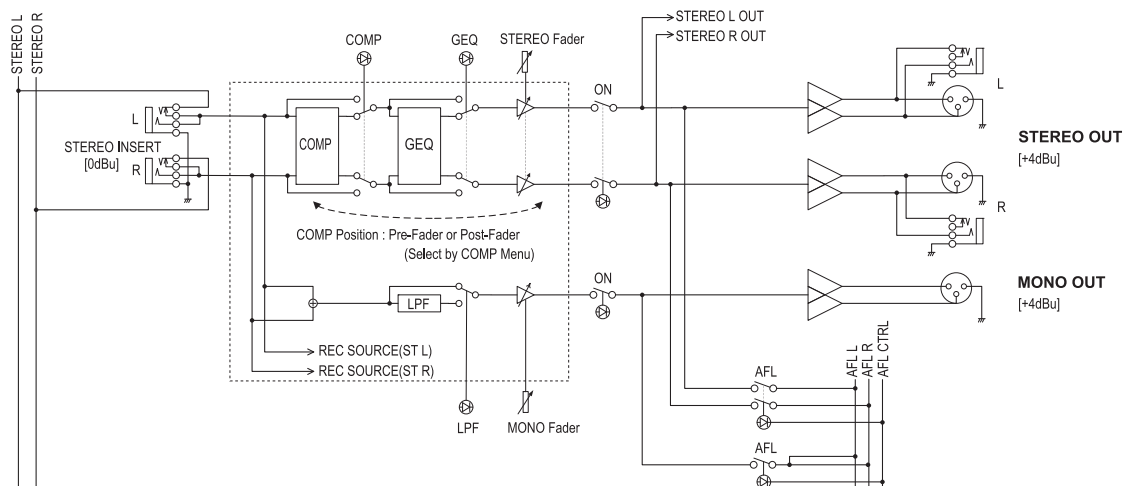 STEREO L
STEREO R
STEREO L OUT
STEREO R OUT
COMP
GEQ
STEREO Fader
ON
L
STEREO INSERT
[0dBu]
R
COMP
GEQ
L
STEREO OUT
[+4dBu]
R
COMP Position : Pre-Fader or Post-Fader
(Select by COMP Menu)
ON
MONO OUT
[+4dBu]
LPF
REC SOURCE(ST L)
REC SOURCE(ST R)
LPF
MONO Fader
AFL L
AFL R
AFL CTRL
AFL
AFL